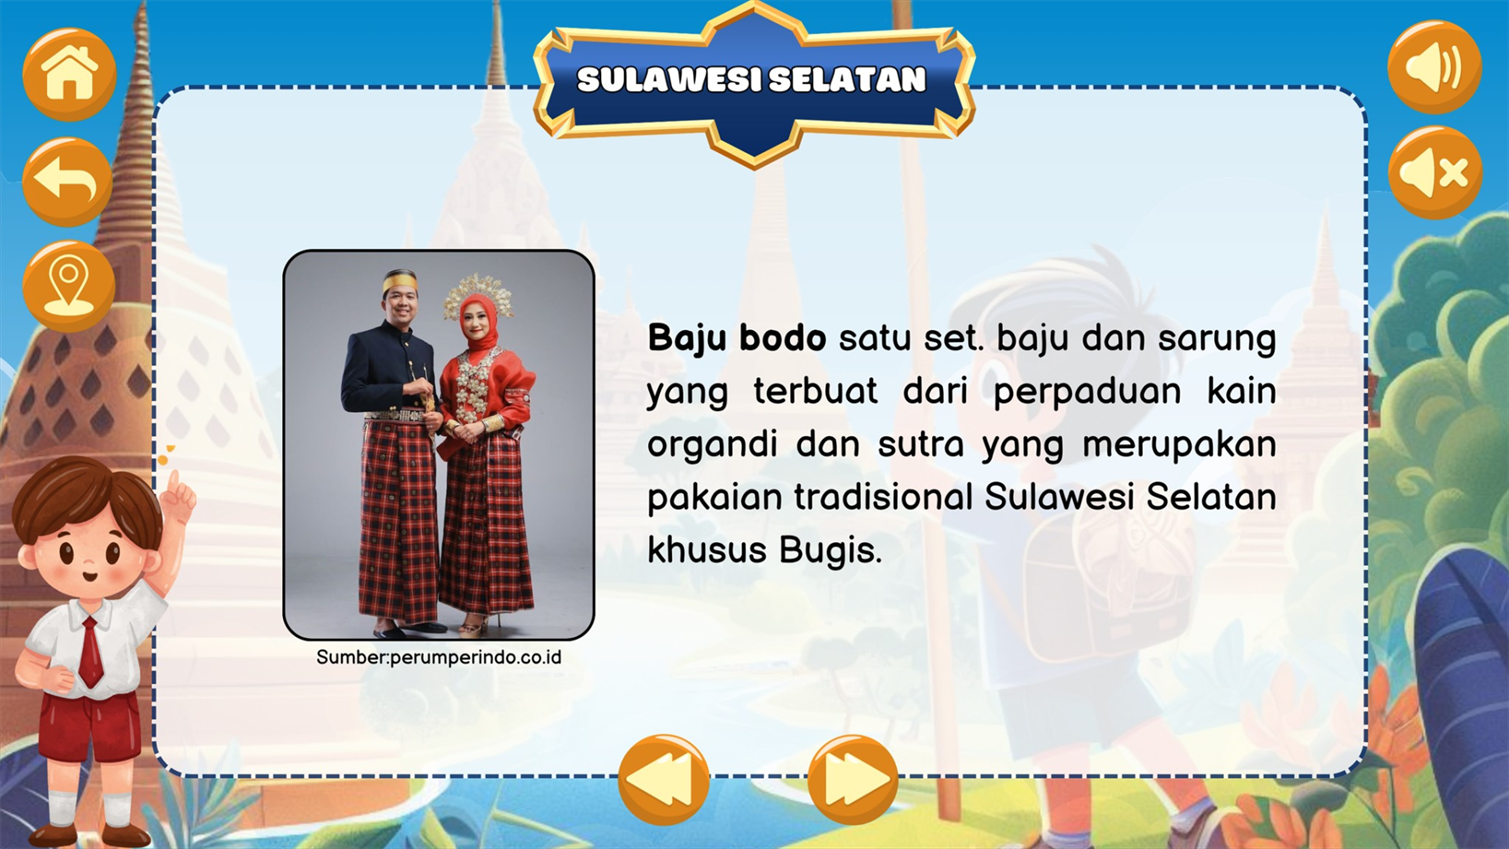 SULAWESI SELATAN
Baju bodo satu set. baju dan sarung
yang terbuat dari perpaduan kain
organdi dan sutra yang merupakan
pakaian tradisional Sulawesi Selatan
khusus Bugis.
Sumber:perumperindo.co.id